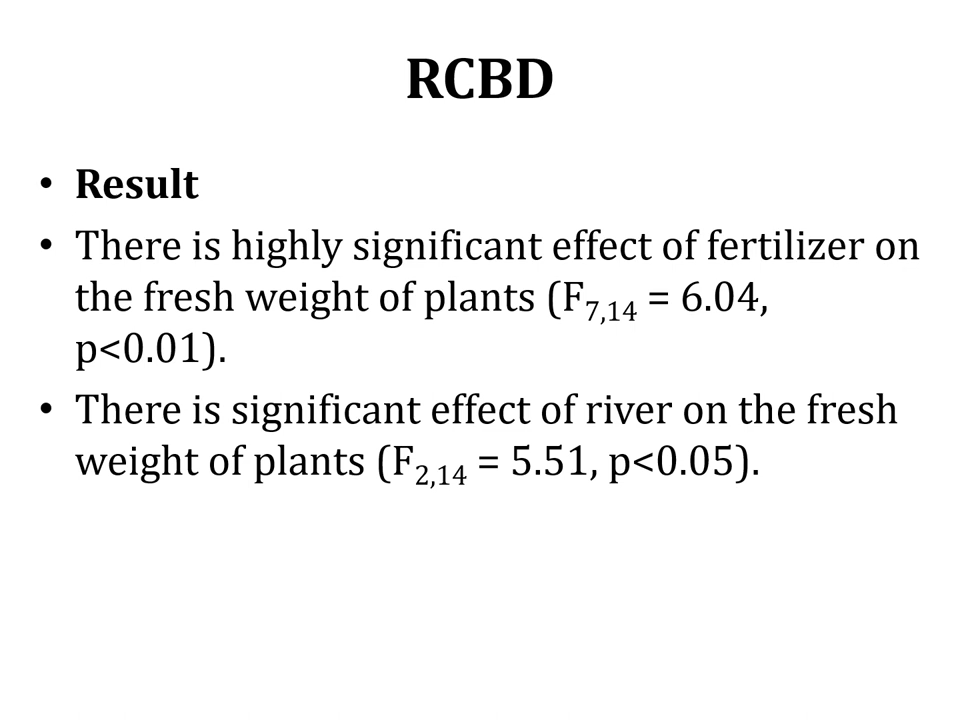 RCBD
• Result
• There is highly significant effect of fertilizer on
the fresh weight of plants (F7,14 = 6.04,
p<0.01).
• There is significant effect of river on the fresh
weight of plants (F2,14 = 5.51, p<0.05).